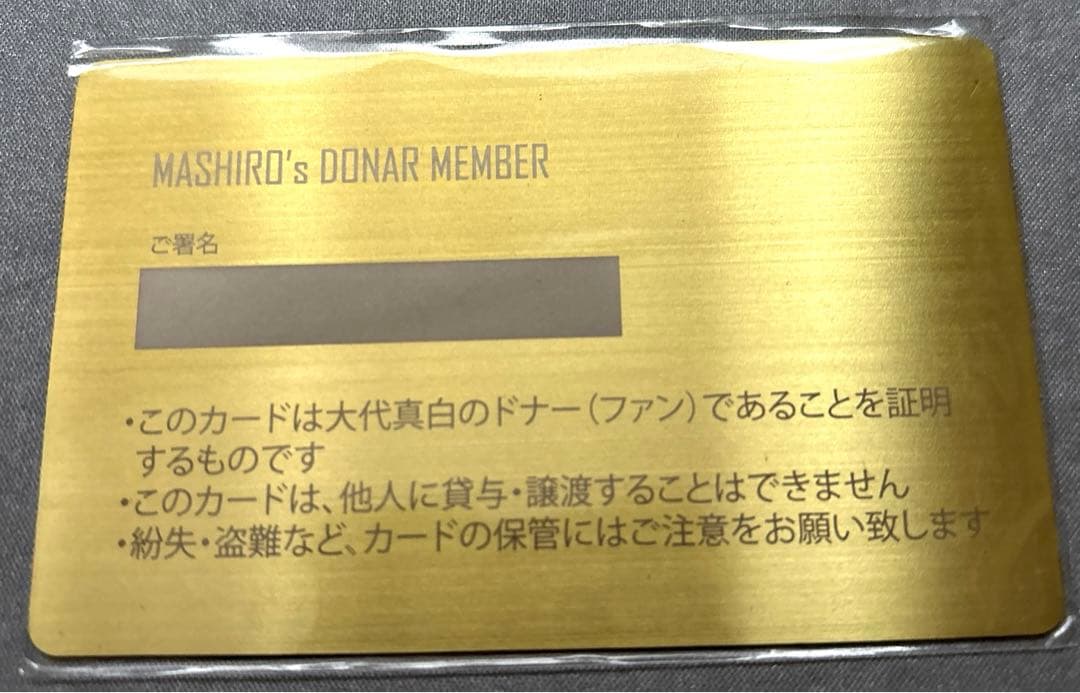 MASHIRO's DONAR MEMBER
ご署名
・このカードは大代真白のドナー(ファン)であることを証明
するものです
・このカードは、他人に貸与・譲渡することはできません
・紛失・盗難など、カードの保管にはご注意をお願い致します